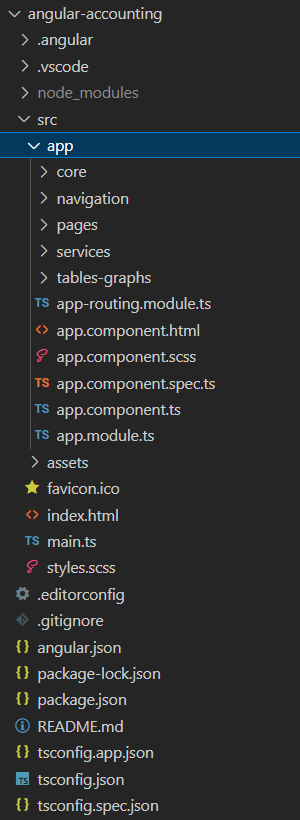 angular-accounting
.angular
.vscode
node_modules
src
app
core
navigation
pages
services
tables-graphs
TS app-routing.module.ts
<> app.component.html
app.component.scss
TS app.component.spec.ts
TS app.component.ts
TS app.module.ts
assets
favicon.ico
<> index.html
TS main.ts
styles.scss
.editorconfig
.gitignore
{} angular.json
{} package-lock.json
{} package.json
README.md
{} tsconfig.app.json
TS tsconfig.json
{} tsconfig.spec.json